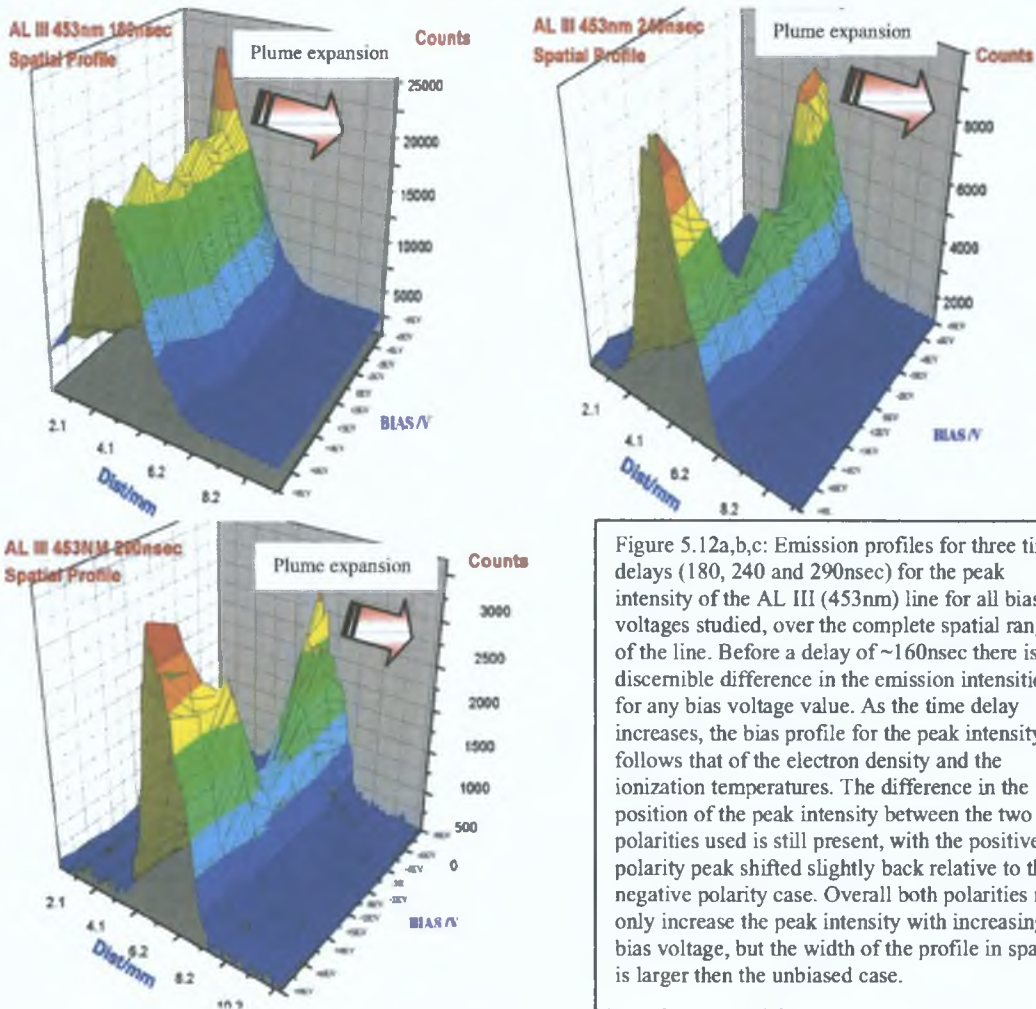 AL III 453nm 180nsec
Spatial Profile
Plume expansion
Counts
25000
20000
15000
10000
5000
BIAS /V
2.1
4.1
6.2
8.2
Dist/mm
AL III 453nm 240nsec
Spatial Profile
Plume expansion
Counts
8000
6000
4000
2000
BIAS /V
2.1
4.1
6.2
8.2
Dist/mm
AL III 453NM 290nsec
Spatial Profile
Plume expansion
Counts
3000
2500
2000
1500
1000
500
0
BIAS /V
2.1
4.1
6.2
8.2
10.3
Dist/mm
Figure 5.12a,b,c: Emission profiles for three ti
delays (180, 240 and 290nsec) for the peak
intensity of the AL III (453nm) line for all bias
voltages studied, over the complete spatial ran
of the line. Before a delay of ~160nsec there is
discernible difference in the emission intensitie
for any bias voltage value. As the time delay
increases, the bias profile for the peak intensity
follows that of the electron density and the
ionization temperatures. The difference in the
position of the peak intensity between the two
polarities used is still present, with the positive
polarity peak shifted slightly back relative to th
negative polarity case. Overall both polarities n
only increase the peak intensity with increasing
bias voltage, but the width of the profile in spa
is larger then the unbiased case.